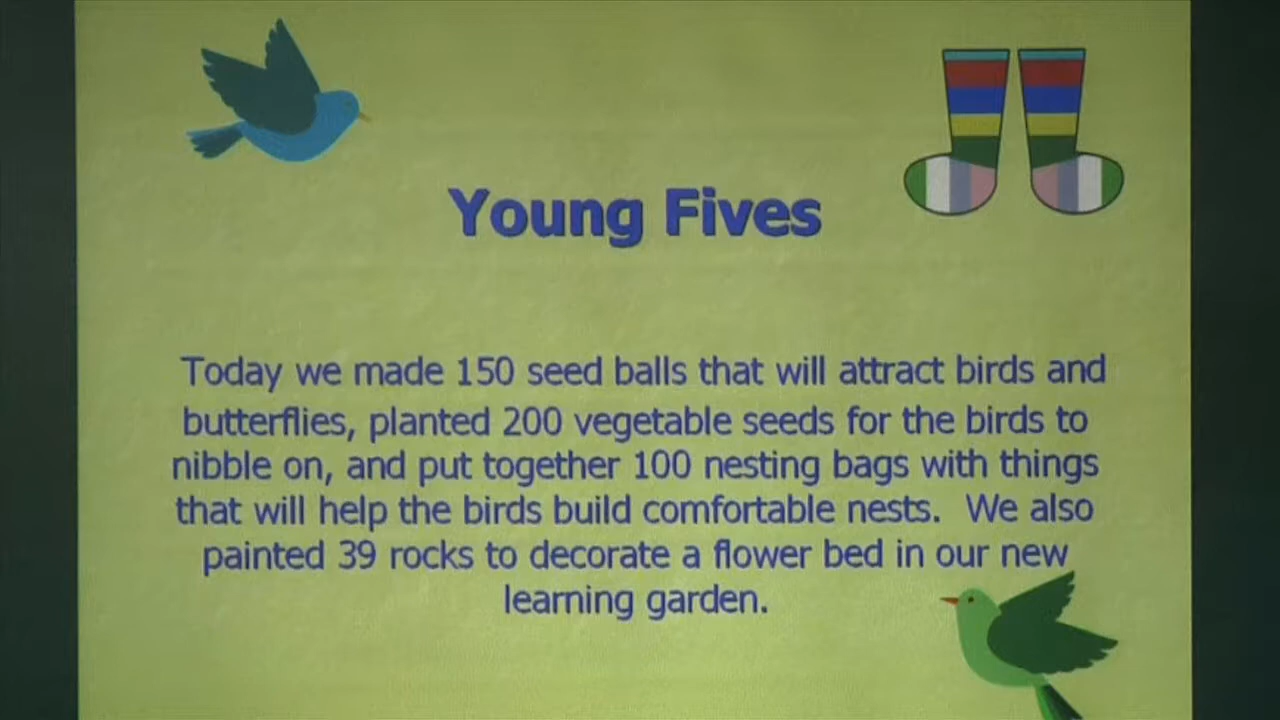 Young Fives
Today we made 150 seed balls that will attract birds and
butterflies, planted 200 vegetable seeds for the birds to
nibble on, and put together 100 nesting bags with things
that will help the birds build comfortable nests.  We also
painted 39 rocks to decorate a flower bed in our new
learning garden.